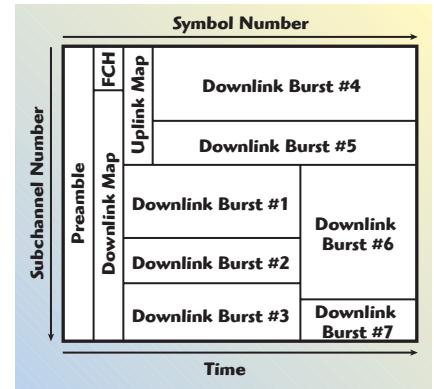 Symbol Number
Subchannel Number
Preamble
FCH
Downlink Map
Uplink Map
Downlink Burst #4
Downlink Burst #5
Downlink Burst #1
Downlink Burst #2
Downlink Burst #3
Downlink
Burst #6
Downlink
Burst #7
Time